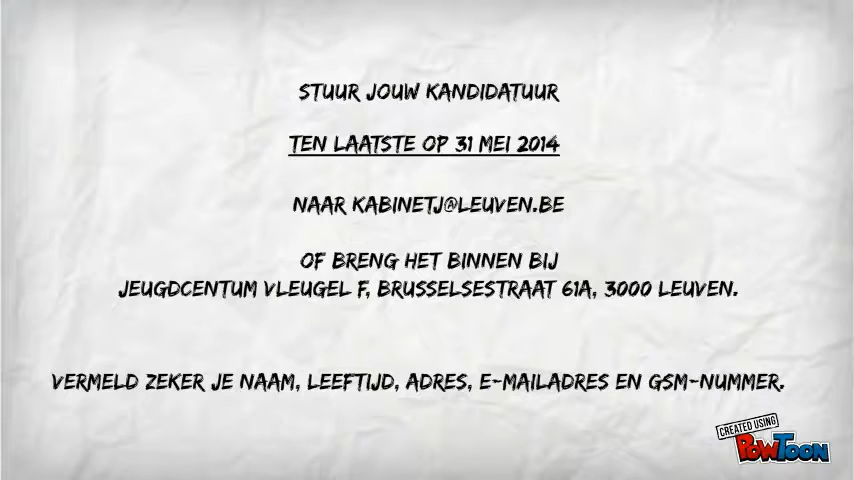 STUUR JOUW KANDIDATUUR
TEN LAATSTE OP 31 MEI 2014
NAAR KABINETJ@LEUVEN.BE
OF BRENG HET BINNEN BIJ
JEUGDCENTUM VLEUGEL F, BRUSSELSESTRAAT 61A, 3000 LEUVEN.
VERMELD ZEKER JE NAAM, LEEFTIJD, ADRES, E-MAILADRES EN GSM-NUMMER.
CREATED USING
POWTOON